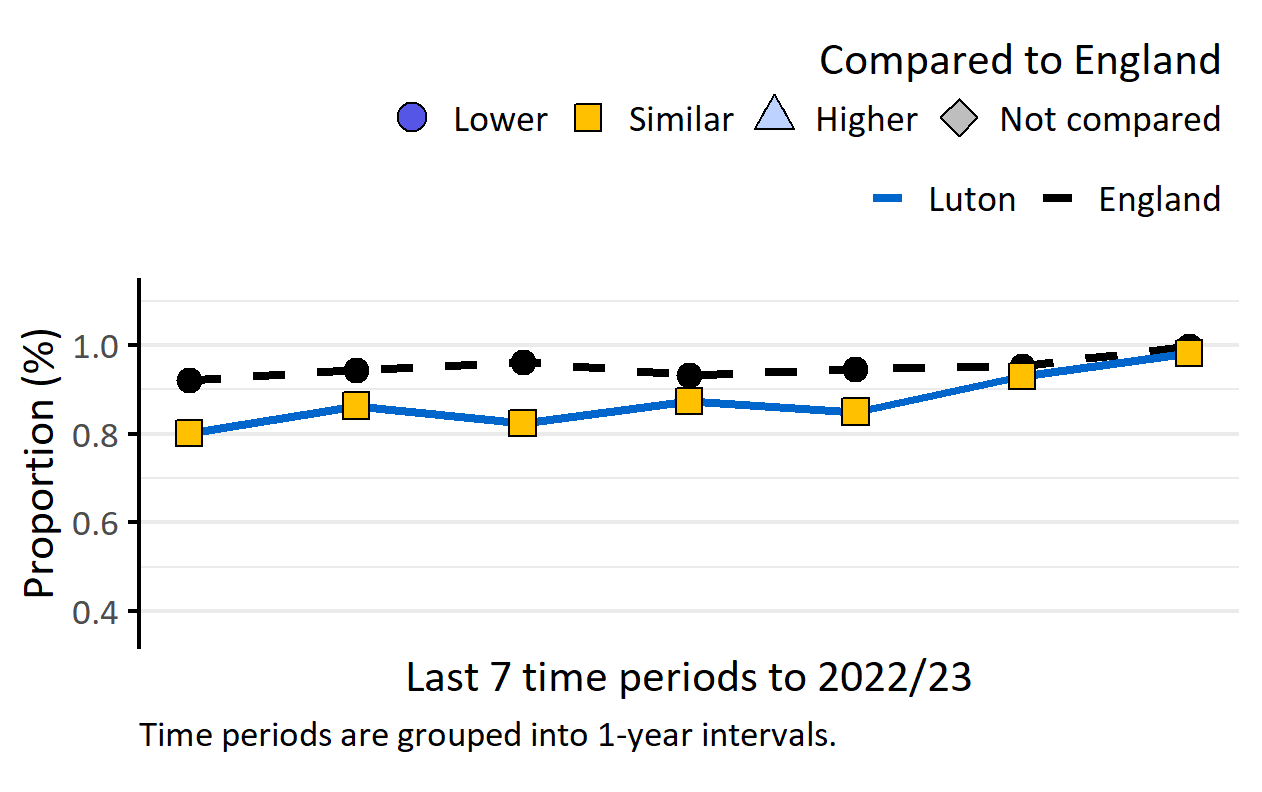 Compared to England
Lower Similar Higher Not compared
Luton England
Proportion (%)
1.0
0.8
0.6
0.4
Last 7 time periods to 2022/23
Time periods are grouped into 1-year intervals.